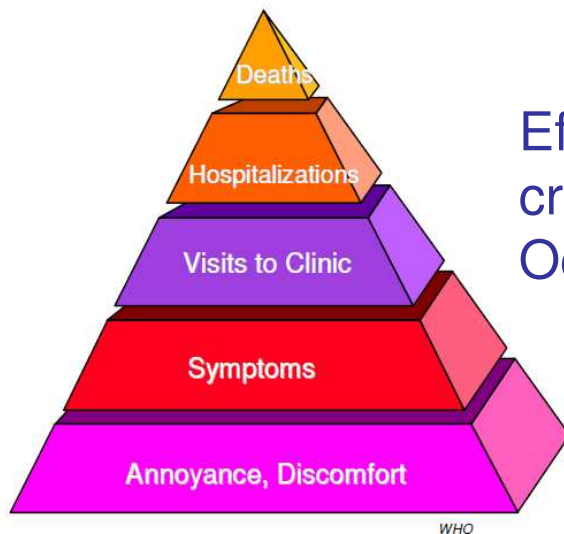 Deaths
Hospitalizations
Visits to Clinic
Symptoms
Annoyance, Discomfort
WHO